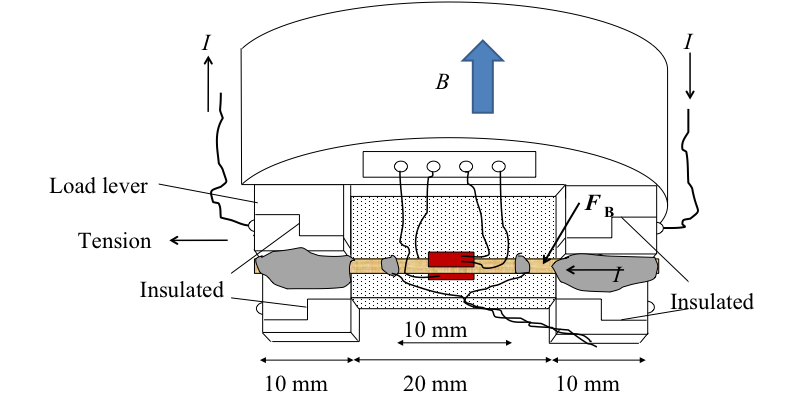 I
I
B
Load lever
F B
Tension
I
Insulated
Insulated
10 mm
10 mm
20 mm
10 mm